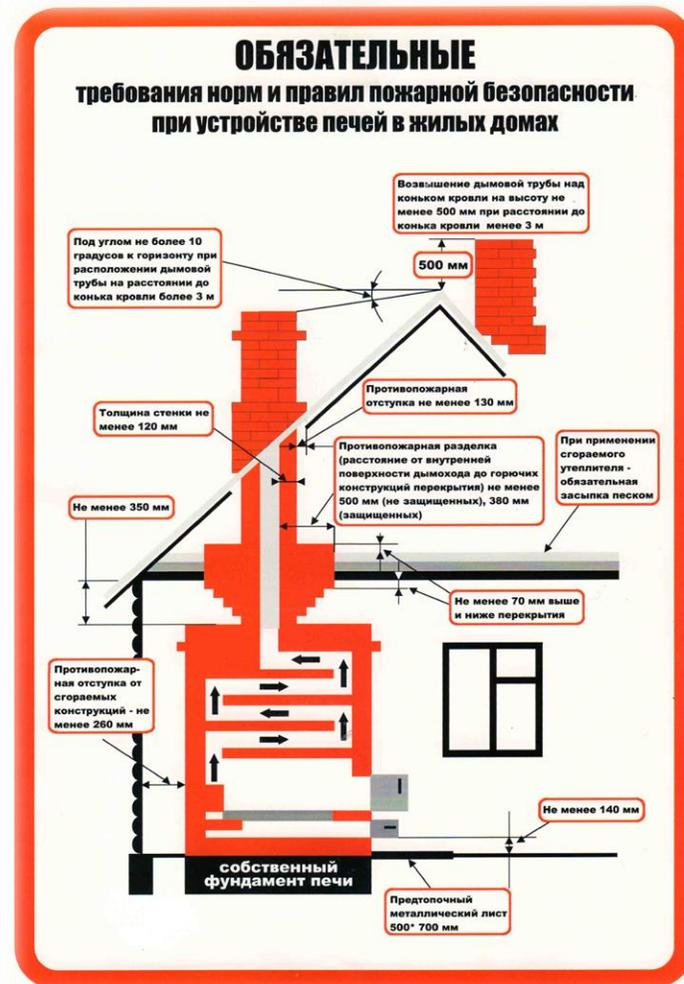 ОБЯЗАТЕЛЬНЫЕ
требования норм и правил пожарной безопасности
при устройстве печей в жилых домах
Возвышение дымовой трубы над
коньком кровли на высоту не
менее 500 мм при расстоянии до
конька кровли менее 3 м
Под углом не более 10
градусов к горизонту при
расположении дымовой
трубы на расстоянии до
конька кровли более 3 м
500 мм
Противопожарная
отступка не менее 130 мм
Толщина стенки не
менее 120 мм
Противопожарная разделка
(расстояние от внутренней
поверхности дымохода до горючих
конструкций перекрытия) не менее
500 мм (не защищенных), 380 мм
(защищенных)
При применении
сгораемого
утеплителя -
обязательная
засыпка песком
Не менее 350 мм
Не менее 70 мм выше
и ниже перекрытия
Противопожар-
ная отступка от
сгораемых
конструкций - не
менее 260 мм
Не менее 140 мм
собственный
фундамент печи
Предтопочный
металлический лист
500* 700 мм